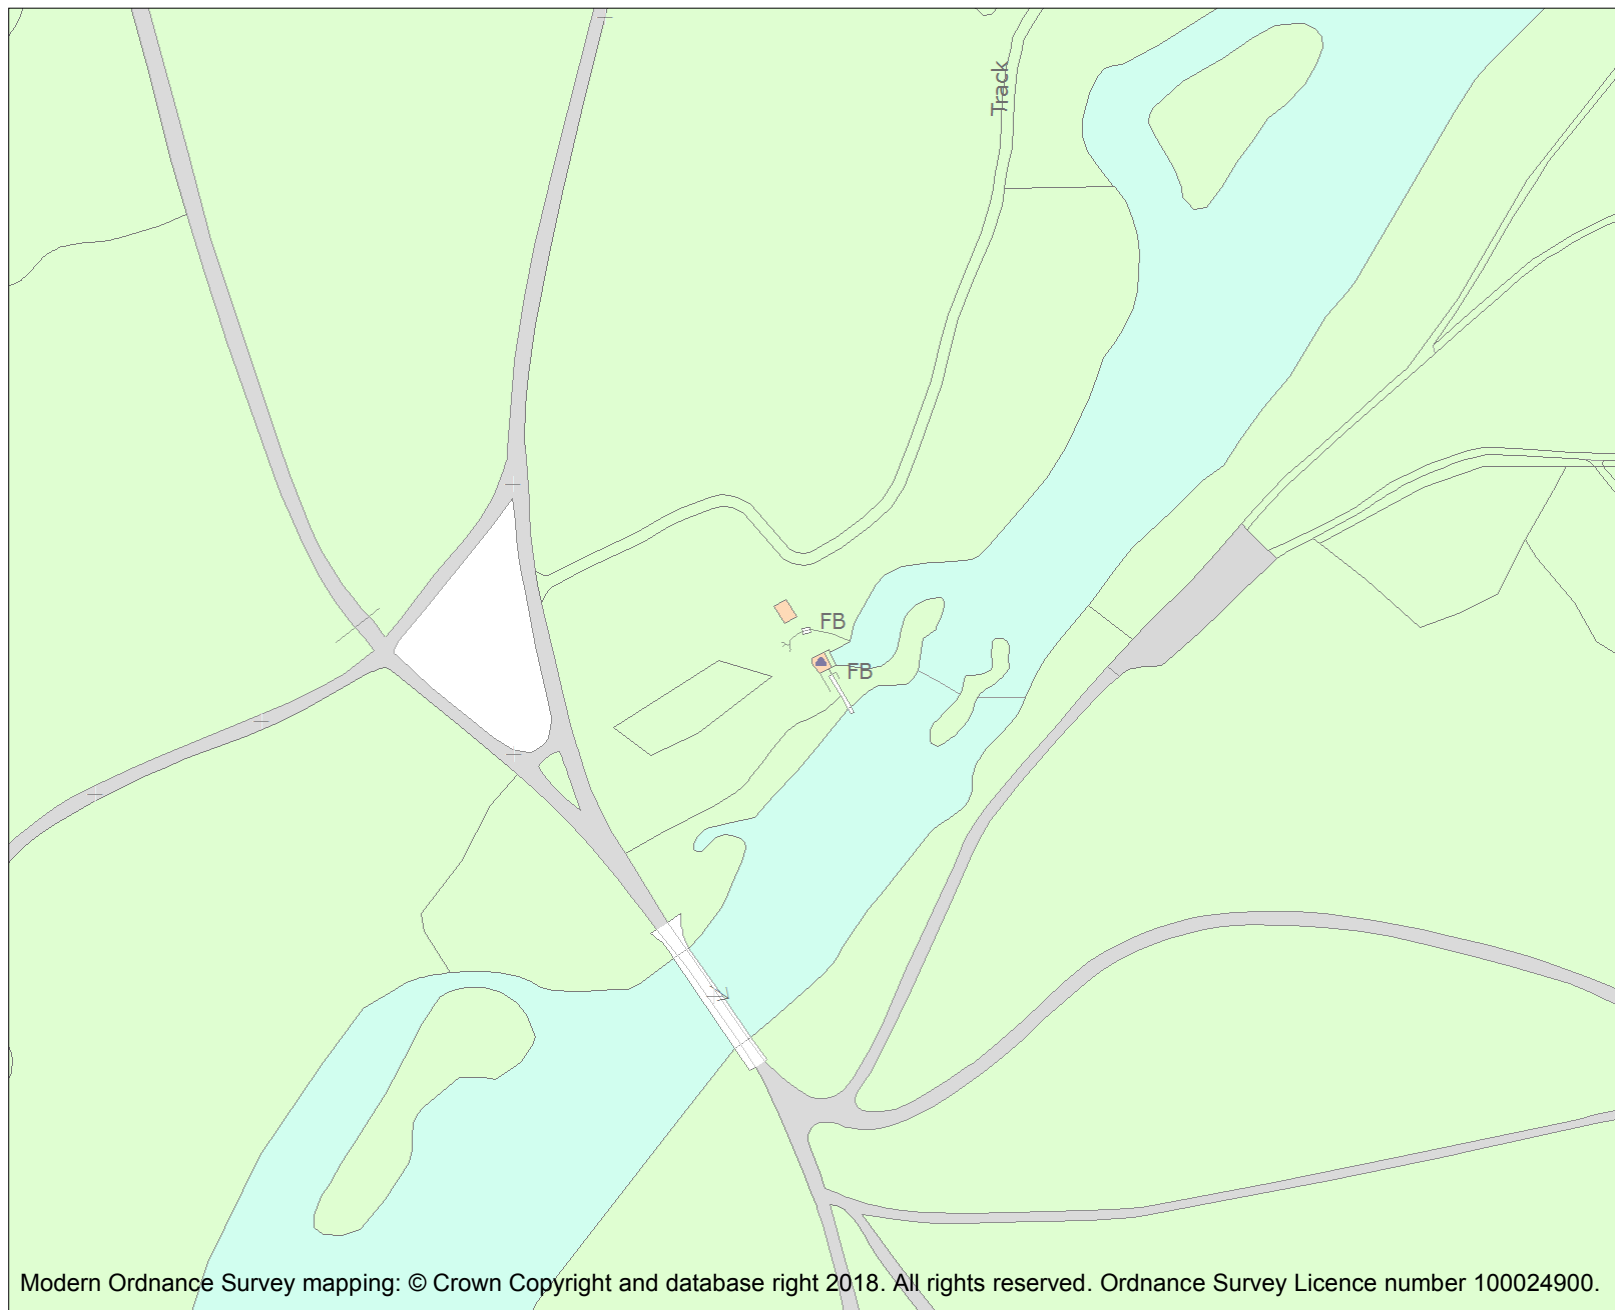 Track
FB
FB
Modern Ordnance Survey mapping: © Crown Copyright and database right 2018. All rights reserved. Ordnance Survey Licence number 100024900.